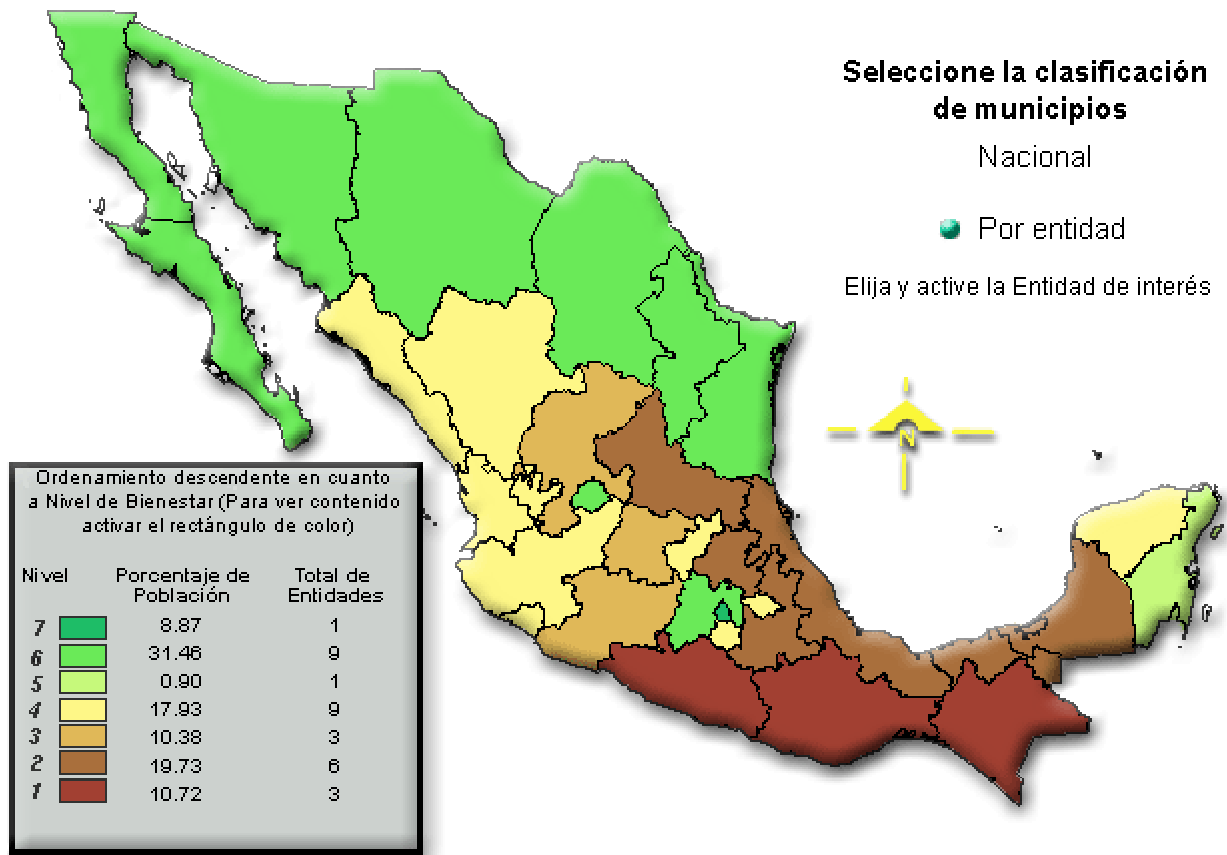 Seleccione la clasificación
de municipios
Nacional
Por entidad
Elija y active la Entidad de interés
N
Ordenamiento descendente en cuanto
a Nivel de Bienestar (Para ver contenido
activar el rectángulo de color)
Nivel Porcentaje de Población Total de Entidades
7 8.87 1
6 31.46 9
5 0.90 1
4 17.93 9
3 10.38 3
2 19.73 6
1 10.72 3